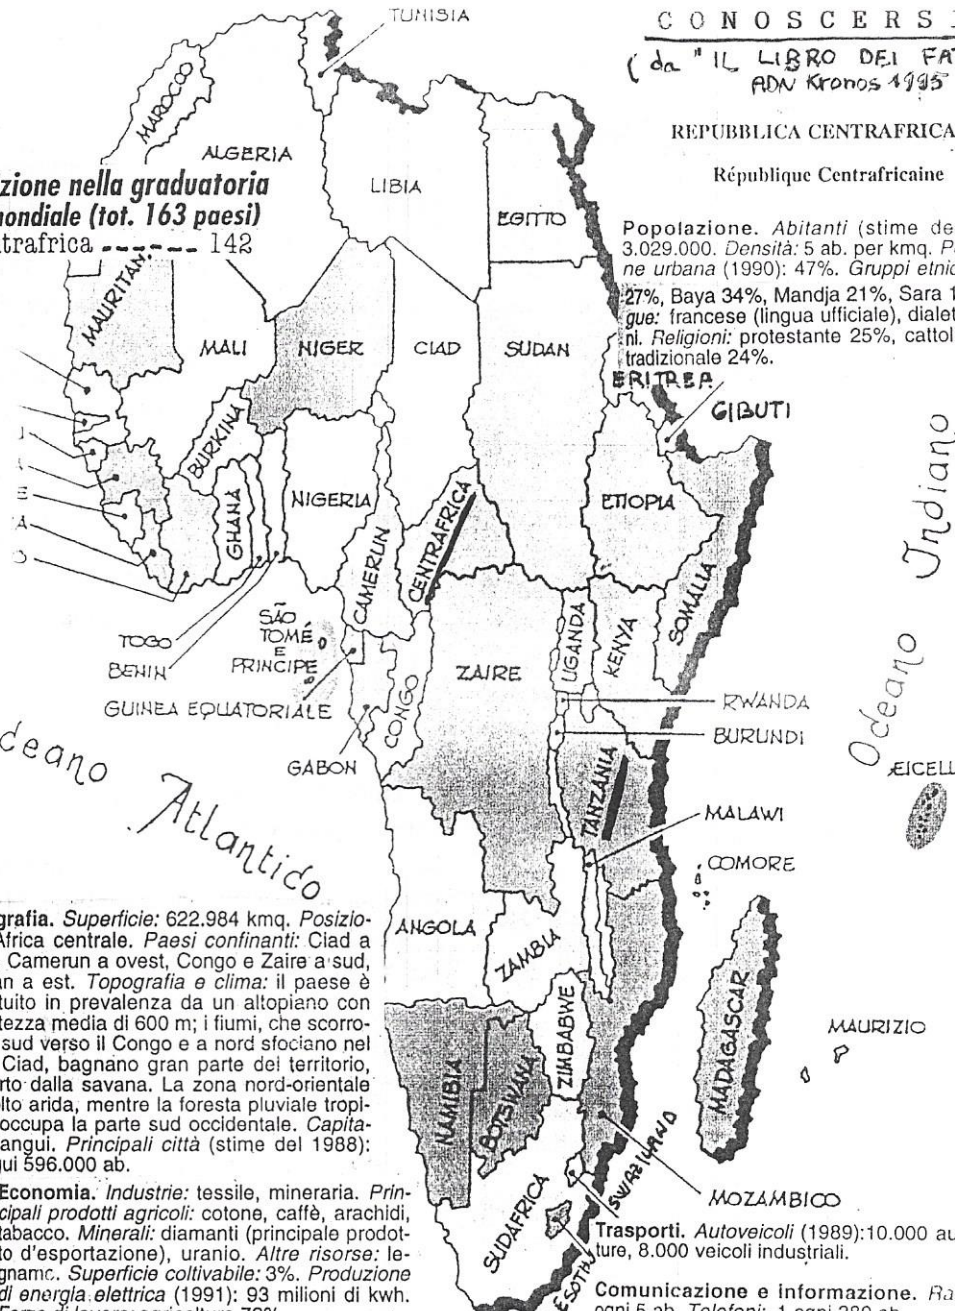 CONOSCERS
( da "IL LIBRO DEI FA
ADN Kronos 1995
REPUBBLICA CENTRAFRICA
République Centrafricaine
Popolazione. Abitanti (stime de
3.029.000. Densità: 5 ab. per kmq. P
ne urbana (1990): 47%. Gruppi etnic
27%, Baya 34%, Mandja 21%, Sara 1
gue: francese (lingua ufficiale), dialet
ni. Religioni: protestante 25%, cattol
tradizionale 24%.
zione nella graduatoria
mondiale (tot. 163 paesi)
trafrica ------- 142
TUNISIA
MAROCCO
ALGERIA
LIBIA
EGITTO
MAURITAN.
MALI
NIGER
CIAD
SUDAN
ERITREA
GIBUTI
BURKINA
GHANA
NIGERIA
CAMERUN
CENTRAFRICA
ETIOPIA
SOMALIA
E
A
O
TOGO
BENIN
SÃO
TOMÉ
E
PRINCIPE
GUINEA EQUATORIALE
GABON
CONGO
ZAIRE
UGANDA
KENYA
RWANDA
BURUNDI
TANZANIA
MALAWI
COMORE
EICELL
Oceano Indiano
deano Atlantico
ANGOLA
ZAMBIA
ZIMBABWE
NAMIBIA
BOTSWANA
MADAGASCAR
MAURIZIO
SUDAFRICA
SWAZILAND
MOZAMBICO
ESOTH
grafia. Superficie: 622.984 kmq. Posizio-
Africa centrale. Paesi confinanti: Ciad a
Camerun a ovest, Congo e Zaire a sud,
an a est. Topografia e clima: il paese è
tuito in prevalenza da un altopiano con
tezza media di 600 m; i fiumi, che scorro-
sud verso il Congo e a nord sfociano nel
Ciad, bagnano gran parte del territorio,
rto dalla savana. La zona nord-orientale
lto arida, mentre la foresta pluviale tropi-
occupa la parte sud occidentale. Capita-
angui. Principali città (stime del 1988):
ui 596.000 ab.
Economia. Industrie: tessile, mineraria. Prin-
cipali prodotti agricoli: cotone, caffè, arachidi,
tabacco. Minerali: diamanti (principale prodot-
to d'esportazione), uranio. Altre risorse: le-
gname. Superficie coltivabile: 3%. Produzione
di energia elettrica (1991): 93 milioni di kwh.
Trasporti. Autoveicoli (1989):10.000 au
ture, 8.000 veicoli industriali.
Comunicazione e informazione. Ra